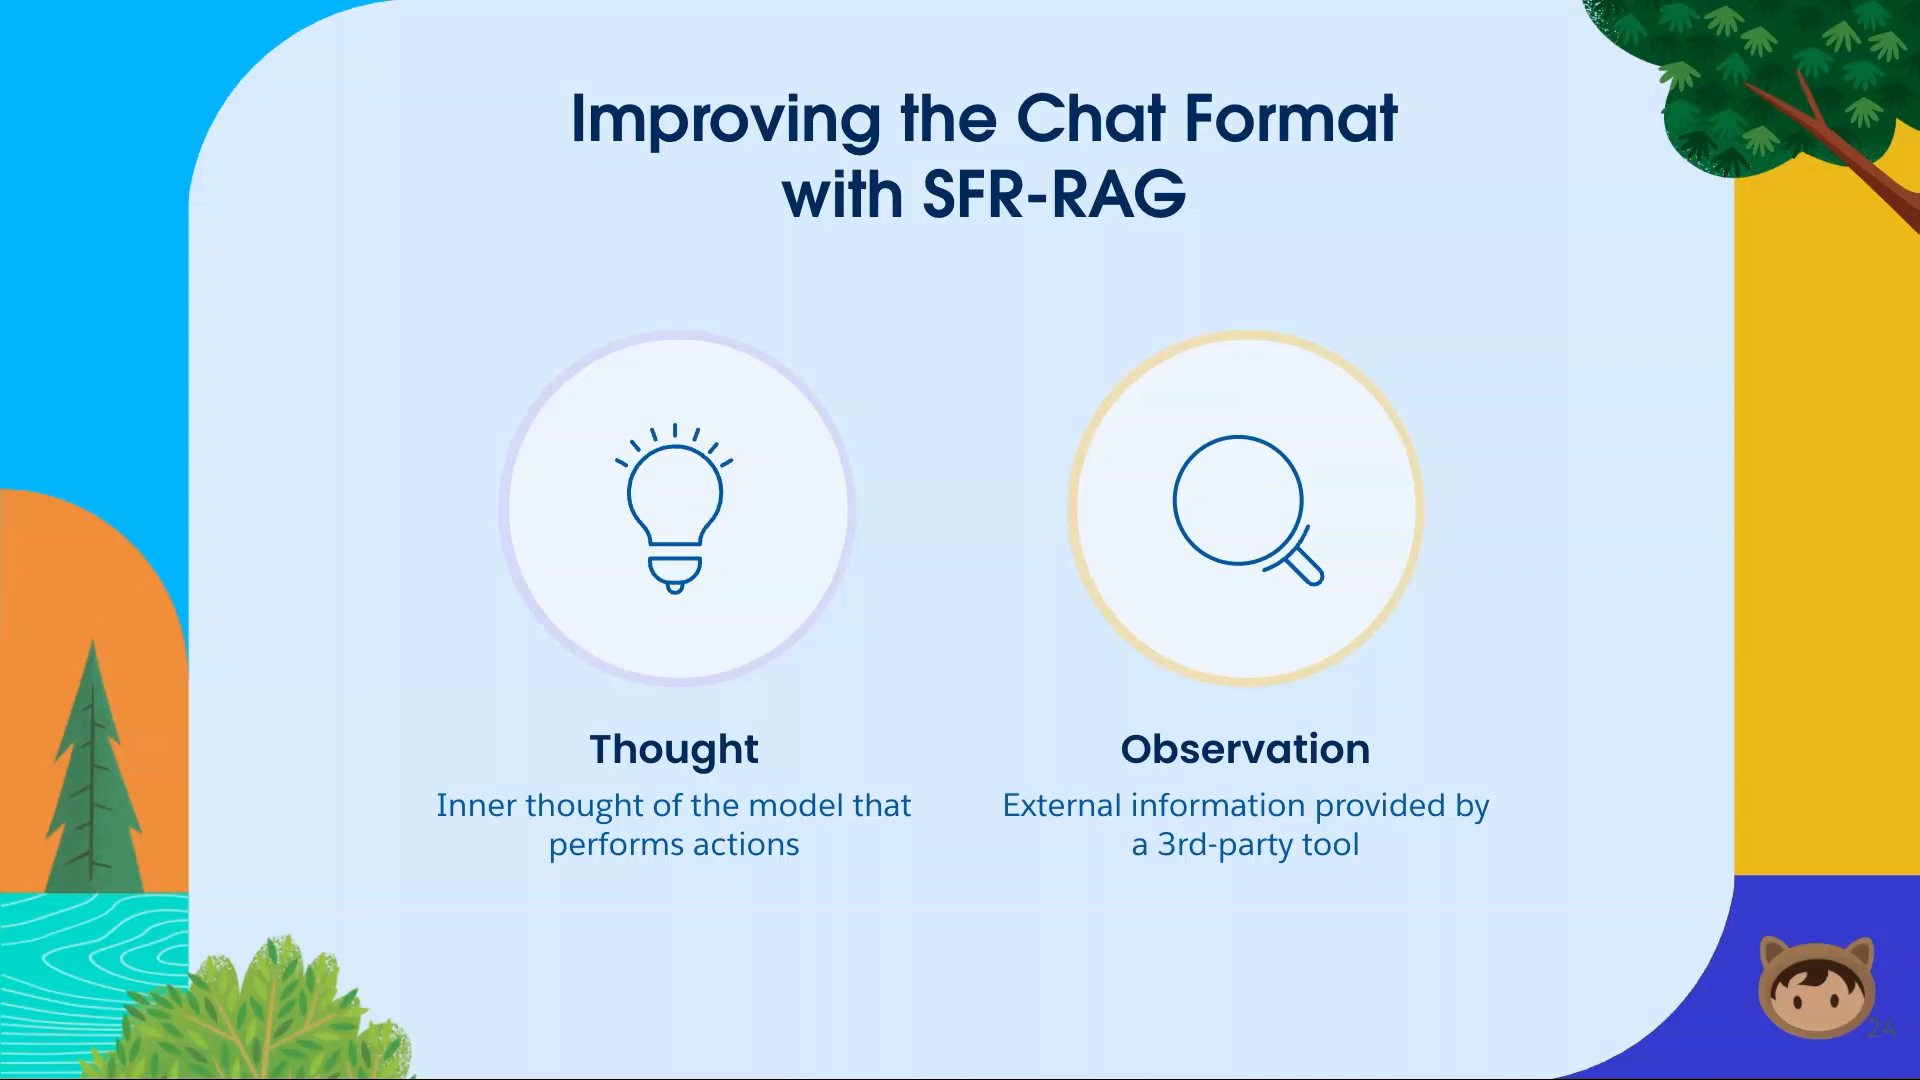 Improving the Chat Format
with SFR-RAG
Thought
Inner thought of the model that
performs actions
Observation
External information provided by
a 3rd-party tool
24